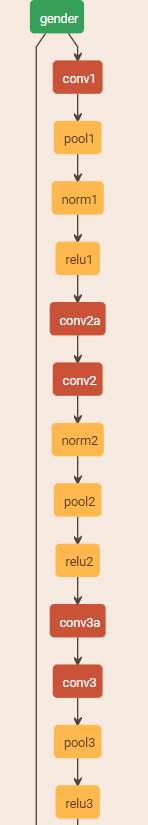 gender
conv1
pool1
norm1
relu1
conv2a
conv2
norm2
pool2
relu2
conv3a
conv3
pool3
relu3